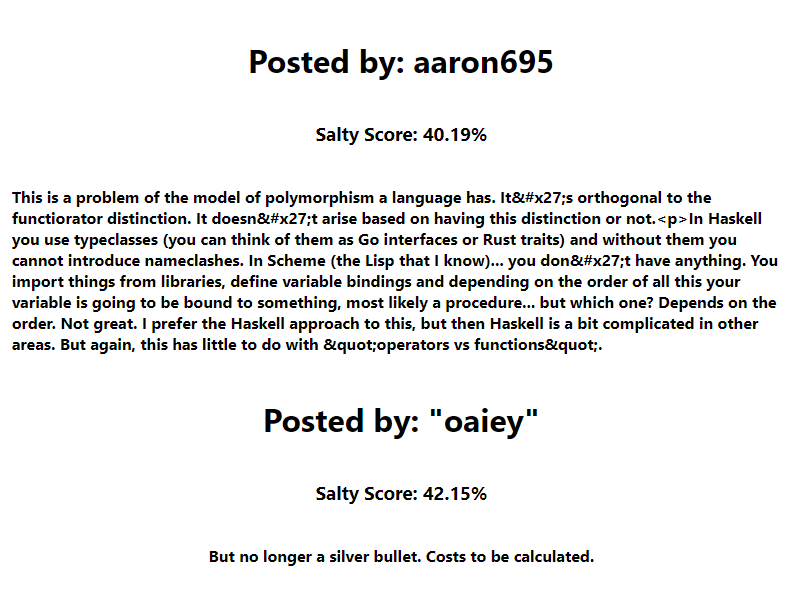 Posted by: aaron695
Salty Score: 40.19%
This is a problem of the model of polymorphism a language has. It&#x27;s orthogonal to the
functiorator distinction. It doesn&#x27;t arise based on having this distinction or not.<p>In Haskell
you use typeclasses (you can think of them as Go interfaces or Rust traits) and without them you
cannot introduce nameclashes. In Scheme (the Lisp that I know)... you don&#x27;t have anything. You
import things from libraries, define variable bindings and depending on the order of all this your
variable is going to be bound to something, most likely a procedure... but which one? Depends on the
order. Not great. I prefer the Haskell approach to this, but then Haskell is a bit complicated in other
areas. But again, this has little to do with &quot;operators vs functions&quot;.
Posted by: "oaiey"
Salty Score: 42.15%
But no longer a silver bullet. Costs to be calculated.